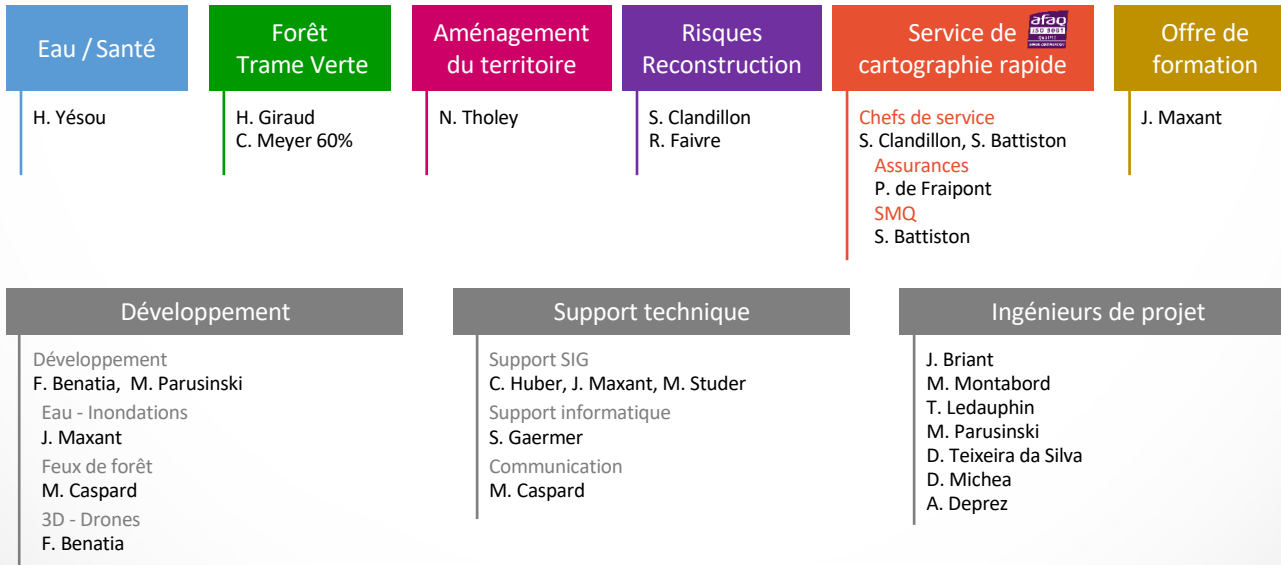 Eau / Santé
H. Yésou
Forêt
Trame Verte
H. Giraud
C. Meyer 60%
Aménagement
du territoire
N. Tholey
Risques
Reconstruction
S. Clandillon
R. Faivre
Service de
cartographie rapide
afaq
ISO 9001
Chefs de service
S. Clandillon, S. Battiston
Assurances
P. de Fraipont
SMQ
S. Battiston
Offre de
formation
J. Maxant
Développement
Développement
F. Benatia, M. Parusinski
Eau - Inondations
J. Maxant
Feux de forêt
M. Caspard
3D - Drones
F. Benatia
Support technique
Support SIG
C. Huber, J. Maxant, M. Studer
Support informatique
S. Gaermer
Communication
M. Caspard
Ingénieurs de projet
J. Briant
M. Montabord
T. Ledauphin
M. Parusinski
D. Teixeira da Silva
D. Michea
A. Deprez